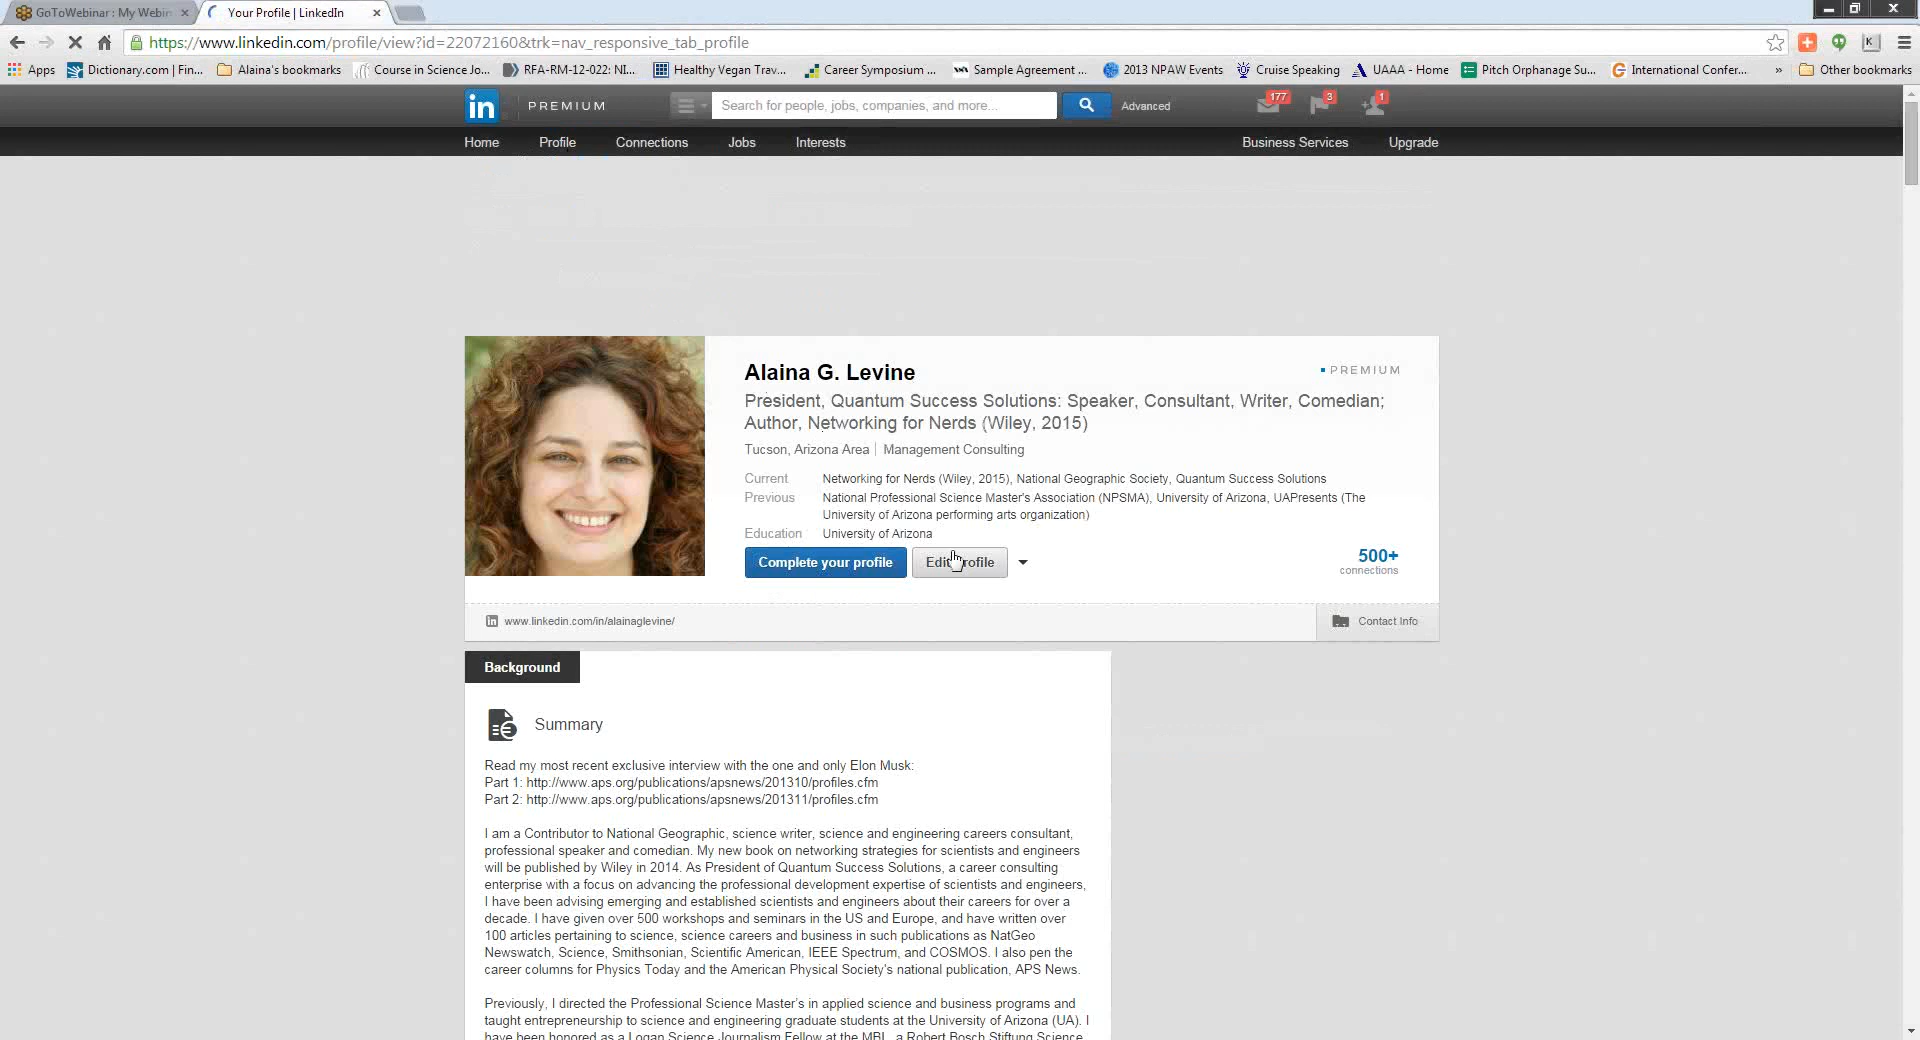 GoToWebinar : My Webin
Your Profile | LinkedIn
https://www.linkedin.com/profile/view?id=22072160&trk=nav_responsive_tab_profile
Apps
Dictionary.com | Fin...
Alaina's bookmarks
Course in Science Jo...
RFA-RM-12-022: NI...
Healthy Vegan Trav...
Career Symposium ...
Sample Agreement ...
2013 NPAW Events
Cruise Speaking
UAAA - Home
Pitch Orphanage Su...
International Confer...
»
Other bookmarks
in
PREMIUM
Search for people, jobs, companies, and more...
Advanced
177
3
1
Home
Profile
Connections
Jobs
Interests
Business Services
Upgrade
Alaina G. Levine
PREMIUM
President, Quantum Success Solutions: Speaker, Consultant, Writer, Comedian;
Author, Networking for Nerds (Wiley, 2015)
Tucson, Arizona Area | Management Consulting
Current Networking for Nerds (Wiley, 2015), National Geographic Society, Quantum Success Solutions
Previous National Professional Science Master's Association (NPSMA), University of Arizona, UAPresents (The
University of Arizona performing arts organization)
Education University of Arizona
Complete your profile
Edit Profile
500+
connections
www.linkedin.com/in/alainaglevine/
Contact Info
Background
Summary
Read my most recent exclusive interview with the one and only Elon Musk:
Part 1: http://www.aps.org/publications/apsnews/201310/profiles.cfm
Part 2: http://www.aps.org/publications/apsnews/201311/profiles.cfm
I am a Contributor to National Geographic, science writer, science and engineering careers consultant,
professional speaker and comedian. My new book on networking strategies for scientists and engineers
will be published by Wiley in 2014. As President of Quantum Success Solutions, a career consulting
enterprise with a focus on advancing the professional development expertise of scientists and engineers,
I have been advising emerging and established scientists and engineers about their careers for over a
decade. I have given over 500 workshops and seminars in the US and Europe, and have written over
100 articles pertaining to science, science careers and business in such publications as NatGeo
Newswatch, Science, Smithsonian, Scientific American, IEEE Spectrum, and COSMOS. I also pen the
career columns for Physics Today and the American Physical Society's national publication, APS News.
Previously, I directed the Professional Science Master's in applied science and business programs and
taught entrepreneurship to science and engineering graduate students at the University of Arizona (UA). I
have been honored as a Logan Science Journalism Fellow at the MBL, a Robert Bosch Stiftung Science